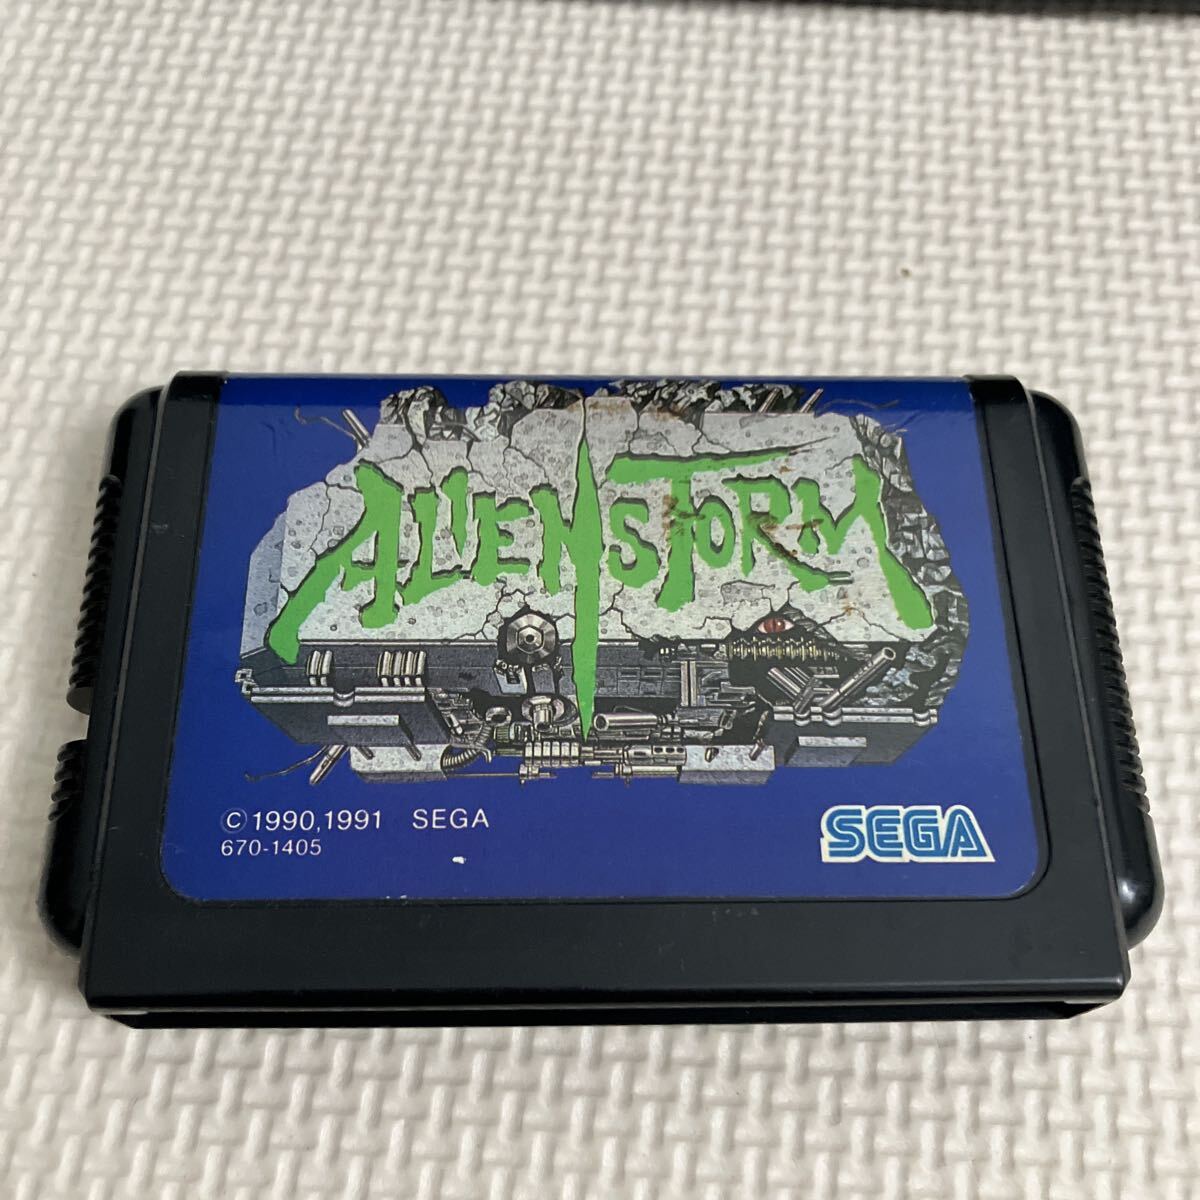 ALIEN STORM
© 1990, 1991 SEGA
670-1405
SEGA